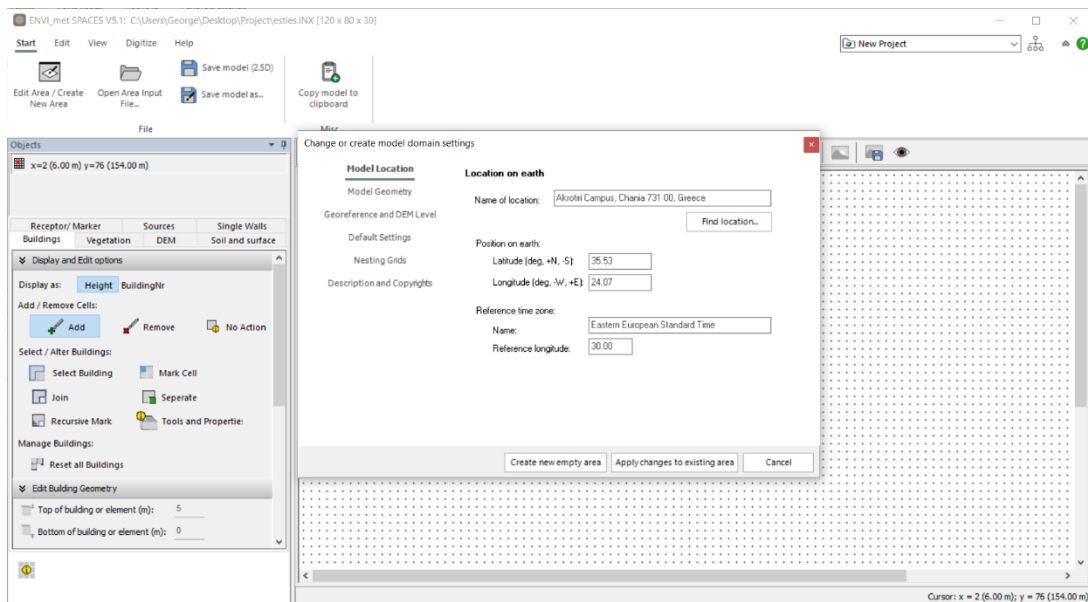 ENVI_met SPACES V5.1: C:\Users\George\Desktop\Project\esties.INX [120 x 80 x 30]
Start Edit View Digitize Help
New Project
Edit Area / Create New Area
Open Area Input File...
Save model (2.5D)
Save model as...
Copy model to clipboard
File
Misc
Objects
x=2 (6.00 m) y=76 (154.00 m)
Receptor/ Marker Sources Single Walls
Buildings Vegetation DEM Soil and surface
Display and Edit options
Display as: Height BuildingNr
Add / Remove Cells:
Add Remove No Action
Select / Alter Buildings:
Select Building Mark Cell
Join Seperate
Recursive Mark Tools and Propertie:
Manage Buildings:
Reset all Buildings
Edit Building Geometry
Top of building or element (m): 5
Bottom of building or element (m): 0
Change or create model domain settings
Model Location
Model Geometry
Georeference and DEM Level
Default Settings
Nesting Grids
Description and Copyrights
Location on earth
Name of location: Akrotiri Campus, Chania 731 00, Greece
Find location...
Position on earth:
Latitude (deg, +N, -S): 35.53
Longitude (deg, -W, +E): 24.07
Reference time zone:
Name: Eastern European Standard Time
Reference longitude: 30.00
Create new empty area Apply changes to existing area Cancel
Cursor: x = 2 (6.00 m); y = 76 (154.00 m)